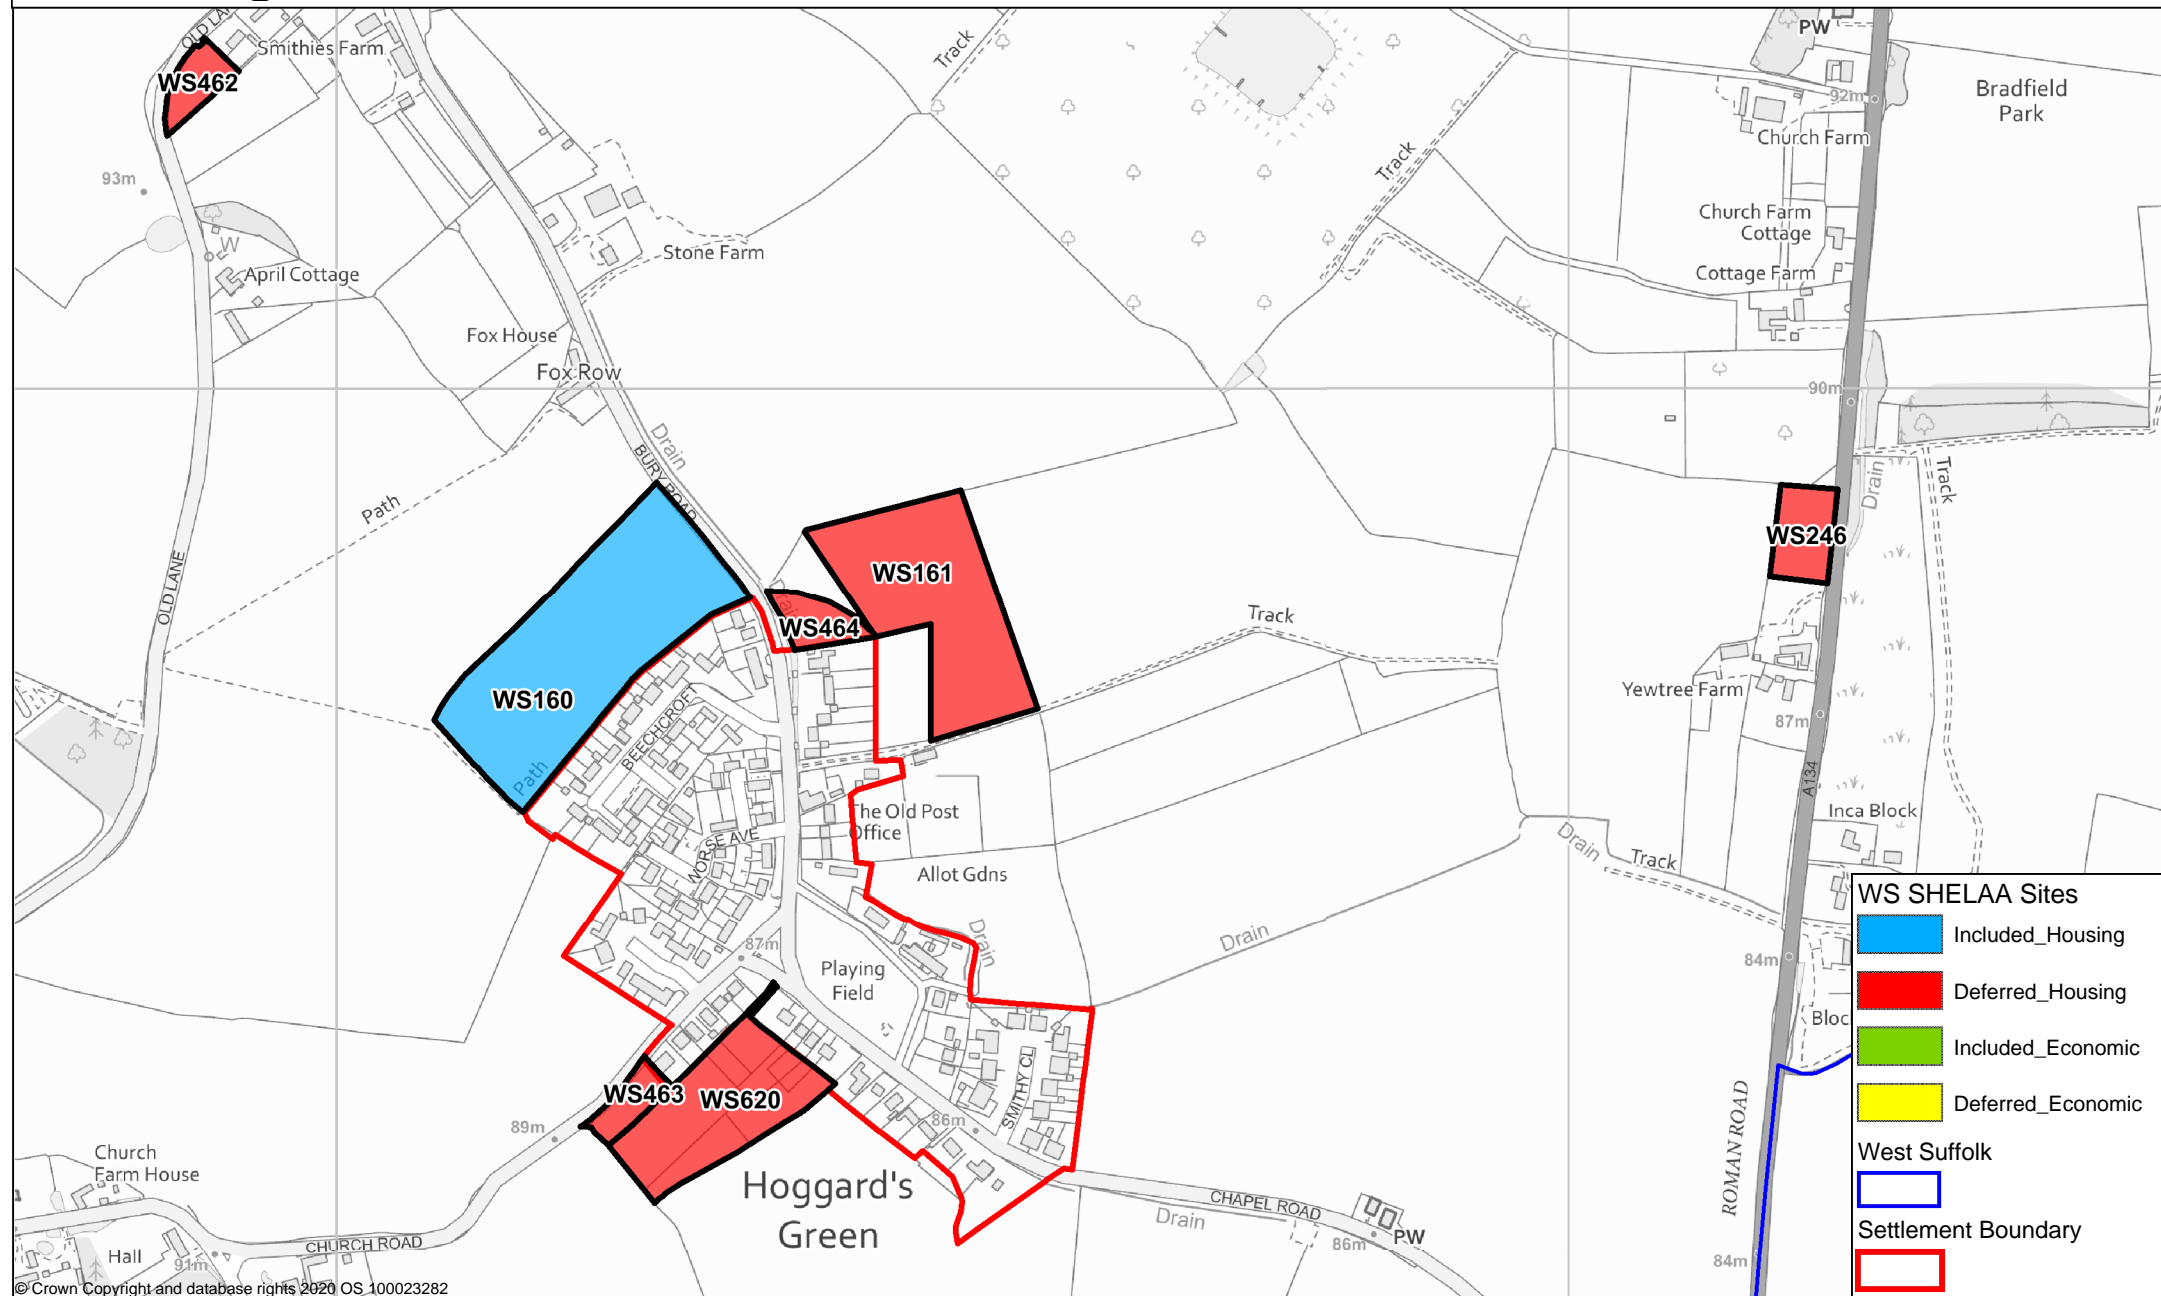 OLD LA
Smithies Farm
WS462
93m
W
April Cottage
Stone Farm
Fox House
Fox Row
Track
Track
PW
92m
Bradfield
Park
Church Farm
Church Farm
Cottage
Cottage Farm
90m
Drain
BURY ROAD
Path
OLD LANE
WS161
WS464
Drain
WS160
Path
BEECHCROFT
Track
WS246
Drain
Track
Yewtree Farm
87m
A134
Inca Block
The Old Post
Office
WORSE AVE
Allot Gdns
Drain
Track
Drain
Drain
87m
Playing
Field
84m
Bloc
SMITHY CL
WS463
WS620
89m
86m
Church
Farm House
Hoggard's
Green
CHAPEL ROAD
Drain
PW
86m
ROMAN ROAD
84m
Hall
91m
CHURCH ROAD
© Crown Copyright and database rights 2020 OS 100023282
WS SHELAA Sites
Included_Housing
Deferred_Housing
Included_Economic
Deferred_Economic
West Suffolk
Settlement Boundary